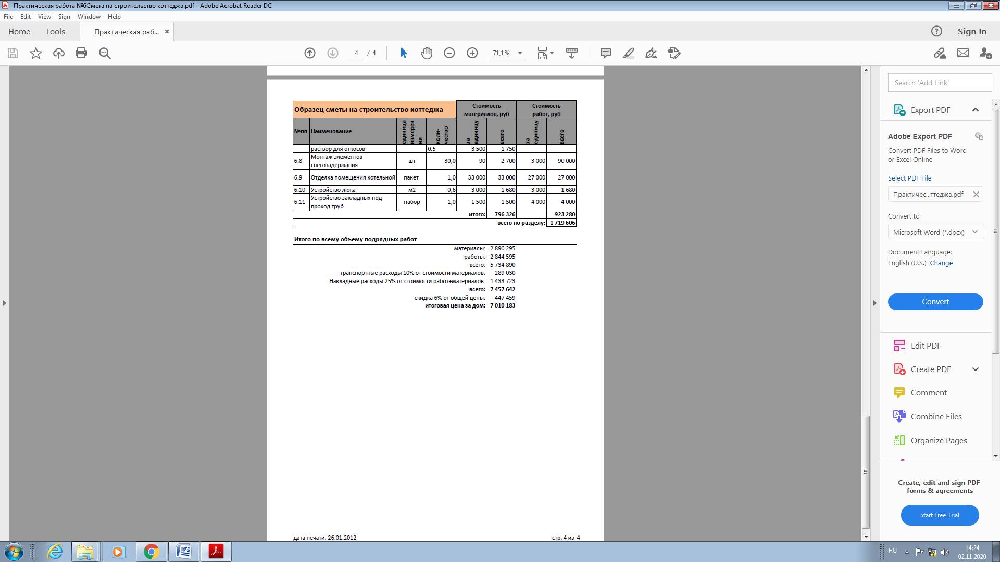 Практическая работа №6Смета на строительство коттеджа.pdf - Adobe Acrobat Reader DC
File Edit View Sign Window Help
Home Tools Практическая раб... × Sign In
4 / 4 71,1%
Образец сметы на строительство коттеджа Стоимость материалов, руб Стоимость работ, руб
№пп Наименование единица измерен ия коли- чество за единицу всего за единицу всего
раствор для откосов 0.5 3 500 1 750
6.8 Монтаж элементов снегозадержания шт 30,0 90 2 700 3 000 90 000
6.9 Отделка помещения котельной пакет 1,0 33 000 33 000 27 000 27 000
6.10 Устройство люка м2 0,6 3 000 1 680 3 000 1 680
6.11 Устройство закладных под проход труб набор 1,0 1 500 1 500 4 000 4 000
итого: 796 326 923 280
всего по разделу: 1 719 606
Итого по всему объему подрядных работ
материалы: 2 890 295
работы: 2 844 595
всего: 5 734 890
транспортные расходы 10% от стоимости материалов: 289 030
Накладные расходы 25% от стоимости работ+материалов: 1 433 723
всего: 7 457 642
скидка 6% от общей цены: 447 459
итоговая цена за дом: 7 010 183
дата печати: 26.01.2012 стр. 4 из 4
Search 'Add Link'
Export PDF
Adobe Export PDF
Convert PDF Files to Word
or Excel Online
Select PDF File
Практичес...ттеджа.pdf
Convert to
Microsoft Word (*.docx)
Document Language:
English (U.S.) Change
Convert
Edit PDF
Create PDF
Comment
Combine Files
Organize Pages
Create, edit and sign PDF
forms & agreements
Start Free Trial
RU 14:24
02.11.2020